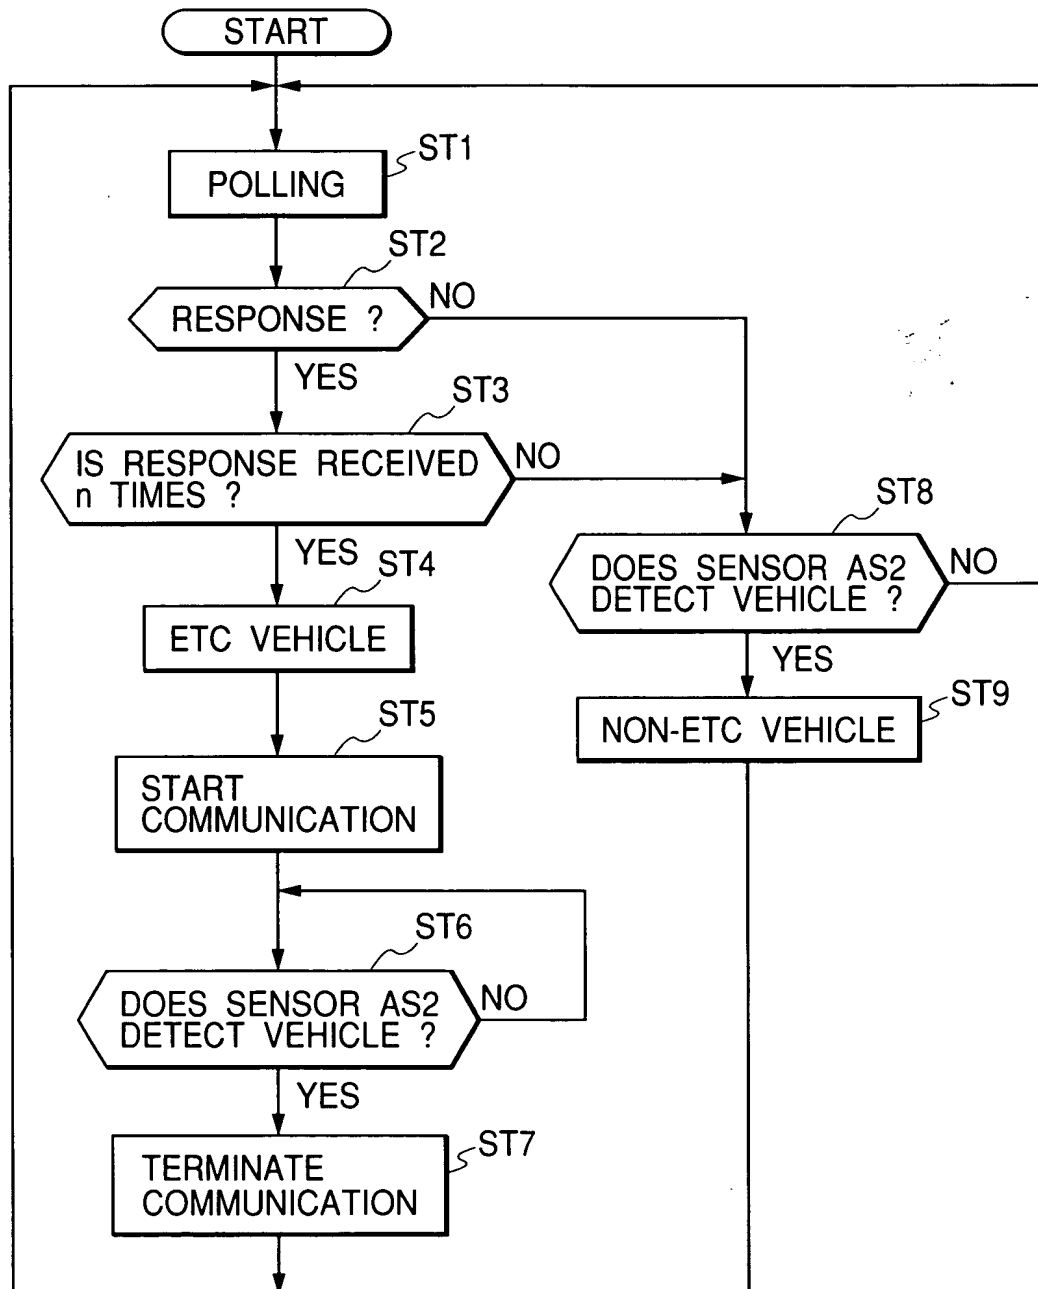 START
ST1
POLLING
ST2
RESPONSE ?
NO
YES
ST3
IS RESPONSE RECEIVED
n TIMES ?
NO
YES
ST4
ETC VEHICLE
ST5
START
COMMUNICATION
ST6
DOES SENSOR AS2
DETECT VEHICLE ?
NO
YES
ST7
TERMINATE
COMMUNICATION
ST8
DOES SENSOR AS2
DETECT VEHICLE ?
NO
YES
ST9
NON-ETC VEHICLE